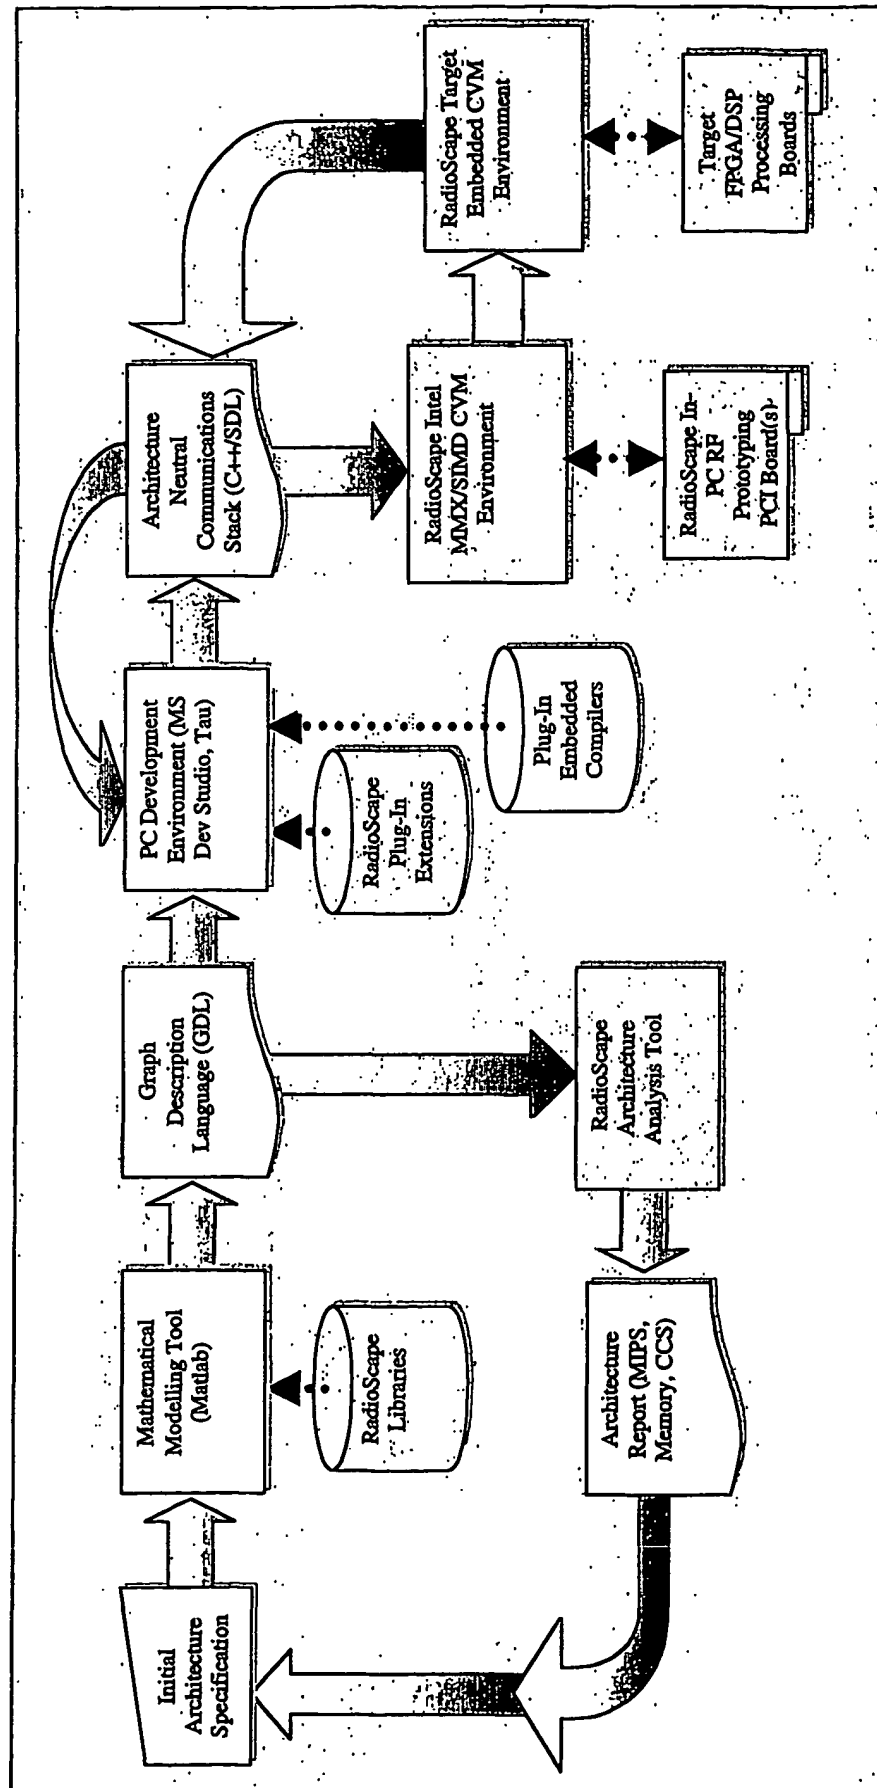 Initial
Architecture
Specification
Mathematical
Modelling Tool
(Matlab)
Graph
Description
Language (GDL)
PC Development
Environment (MS
Dev Studio, Tau)
Architecture
Neutral
Communications
Stack (C++/SDL)
RadioScape
Libraries
RadioScape
Plug-In
Extensions
Plug-In
Embedded
Compilers
RadioScape Intel
MMX/SIMD CVM
Environment
RadioScape Target
Embedded CVM
Environment
Architecture
Report (MIPS,
Memory, CCS)
RadioScape
Architecture
Analysis Tool
RadioScape In-
PC RF
Prototyping
PCI Board(s)
Target
FPGA/DSP
Processing
Boards